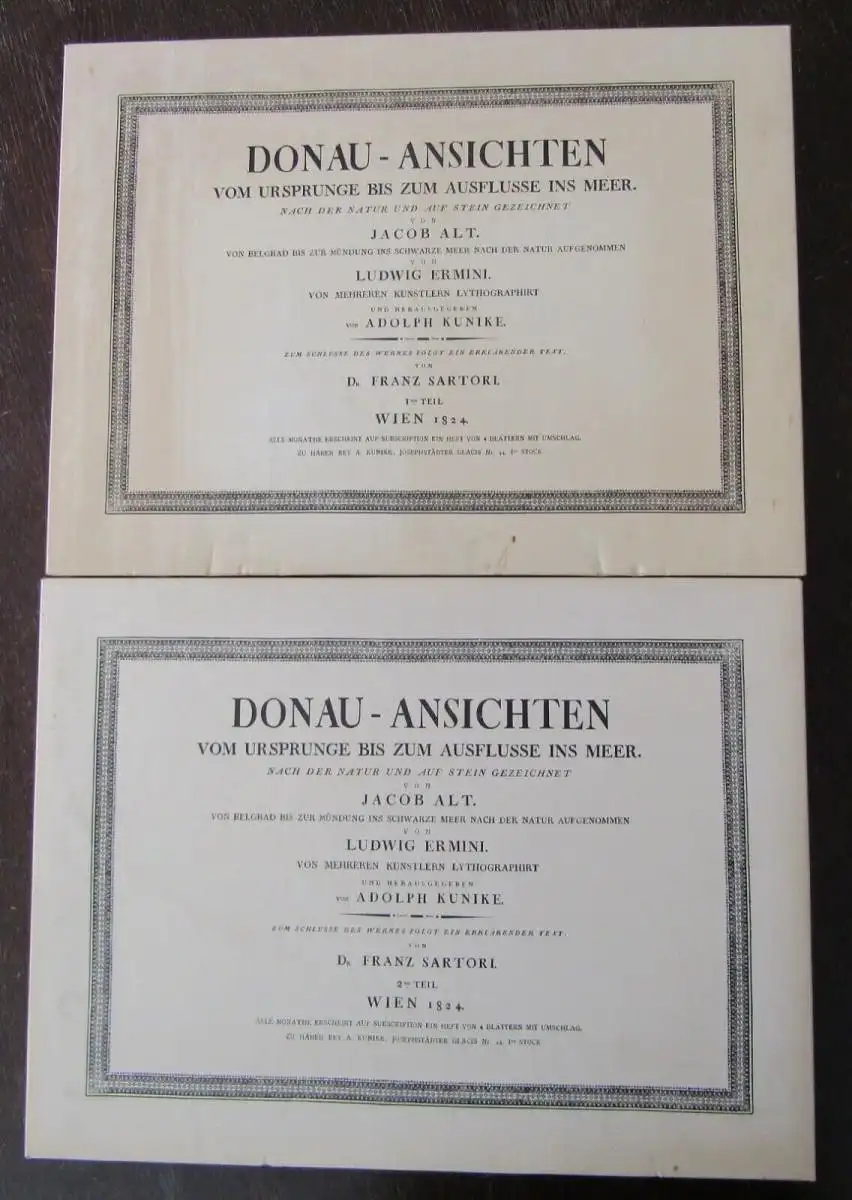 DONAU - ANSICHTEN
VOM URSPRUNGE BIS ZUM AUSFLUSSE INS MEER.
NACH DER NATUR UND AUF STEIN GEZEICHNET
VON
JACOB ALT.
VON BELGRAD BIS ZUR MÜNDUNG INS SCHWARZE MEER NACH DER NATUR AUFGENOMMEN
VON
LUDWIG ERMINI.
VON MEHREREN KÜNSTLERN LYTHOGRAPHIRT
UND HERAUSGEGEBEN
VON ADOLPH KUNIKE.
ZUM SCHLUSSE DES WERKES FOLGT EIN ERKLÄRENDER TEXT.
VON
DR. FRANZ SARTORI.
1ter TEIL
WIEN 1824.
ALLE MONATHE ERSCHEINT AUF SUBSCRIPTION EIN HEFT VON 4 BLÄTTERN MIT UMSCHLAG.
ZU HABEN BEY A. KUNIKE, JOSEPHSTÄDTER GLACIS Nr. 44, Iter STOCK
DONAU - ANSICHTEN
VOM URSPRUNGE BIS ZUM AUSFLUSSE INS MEER.
NACH DER NATUR UND AUF STEIN GEZEICHNET
VON
JACOB ALT.
VON BELGRAD BIS ZUR MÜNDUNG INS SCHWARZE MEER NACH DER NATUR AUFGENOMMEN
VON
LUDWIG ERMINI.
VON MEHREREN KÜNSTLERN LYTHOGRAPHIRT
UND HERAUSGEGEBEN
VON ADOLPH KUNIKE.
ZUM SCHLUSSE DES WERKES FOLGT EIN ERKLÄRENDER TEXT.
VON
DR. FRANZ SARTORI.
2ter TEIL
WIEN 1824.
ALLE MONATHE ERSCHEINT AUF SUBSCRIPTION EIN HEFT VON 4 BLÄTTERN MIT UMSCHLAG.
ZU HABEN BEY A. KUNIKE, JOSEPHSTÄDTER GLACIS Nr. 44, Iter STOCK